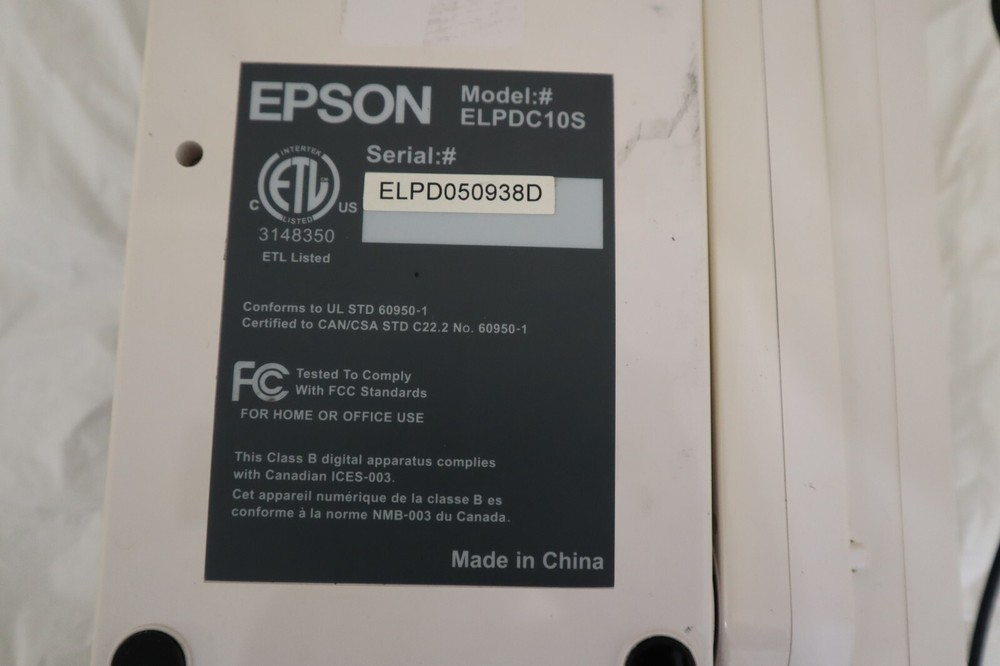 EPSON
Model:#
ELPDC10S
Serial:#
ELPD050938D
INTERTEK
ETL
LISTED
C
US
3148350
ETL Listed
Conforms to UL STD 60950-1
Certified to CAN/CSA STD C22.2 No. 60950-1
FC
Tested To Comply
With FCC Standards
FOR HOME OR OFFICE USE
This Class B digital apparatus complies
with Canadian ICES-003.
Cet appareil numérique de la classe B es
conforme à la norme NMB-003 du Canada.
Made in China